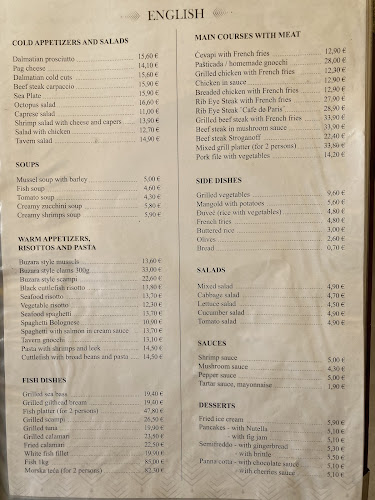 ENGLISH
COLD APPETIZERS AND SALADS
Dalmatian prosciutto 15,60 €
Pag cheese 14,10 €
Dalmatian cold cuts 15,60 €
Beef steak carpaccio 15,90 €
Sea Plate 15,90 €
Octopus salad 16,60 €
Caprese salad 11,00 €
Shrimp salad with cheese and capers 13,90 €
Salad with chicken 12,70 €
Tavern salad 14,90 €
SOUPS
Mussel soup with barley 5,00 €
Fish soup 4,60 €
Tomato soup 4,30 €
Creamy zucchini soup 5,80 €
Creamy shrimps soup 5,90 €
WARM APPETIZERS,
RISOTTOS AND PASTA
Buzara style mussels 13,60 €
Buzara style clams 300g 33,00 €
Buzara style scampi 22,60 €
Black cuttlefish risotto 13,80 €
Seafood risotto 13,70 €
Vegetable risotto 12,30 €
Seafood spaghetti 13,70 €
Spaghetti Bolognese 10,90 €
Spaghetti with salmon in cream sauce 13,70 €
Tavern gnocchi 13,10 €
Pasta with shrimps and leek 14,90 €
Cuttlefish with broad beans and pasta 14,50 €
FISH DISHES
Grilled sea bass 19,40 €
Grilled gilthead bream 19,40 €
Fish platter (for 2 persons) 47,80 €
Grilled scampi 26,50 €
Grilled tuna 19,90 €
Grilled calamari 23,80 €
Fried calamari 22,50 €
White fish fillet 19,90 €
Fish 1kg 85,00 €
Morska teća (for 2 persons) 82,30 €
MAIN COURSES WITH MEAT
Cevapi with French fries 12,90 €
Pašticada / homemade gnocchi 28,00 €
Grilled chicken with French fries 12,30 €
Chicken in sauce 12,90 €
Breaded chicken with French fries 12,90 €
Rib Eye Steak with French fries 27,90 €
Rib Eye Steak 'Cafe de Paris' 28,90 €
Grilled beef steak with French fries 33,90 €
Beef steak in mushroom sauce 33,90 €
Beef steak Stroganoff 22,40 €
Mixed grill platter (for 2 persons) 33,80 €
Pork file with vegetables 14,20 €
SIDE DISHES
Grilled vegetables 9,60 €
Mangold with potatoes 5,60 €
Đuveč (rice with vegetables) 4,80 €
French fries 4,80 €
Buttered rice 3,00 €
Olives 2,60 €
Bread 0,70 €
SALADS
Mixed salad 4,90 €
Cabbage salad 4,70 €
Lettuce salad 4,50 €
Cucumber salad 4,90 €
Tomato salad 4,90 €
SAUCES
Shrimp sauce 5,00 €
Mushroom sauce 4,30 €
Pepper sauce 5,00 €
Tartar sauce, mayonnaise 1,90 €
DESSERTS
Fried ice cream 5,90 €
Pancakes - with Nutella 5,10 €
- with fig jam 5,10 €
Semifreddo - with gingerbread 5,30 €
- with brittle 5,30 €
Panna cotta - with chocolate sauce 5,10 €
- with cherries sauce 5,10 €